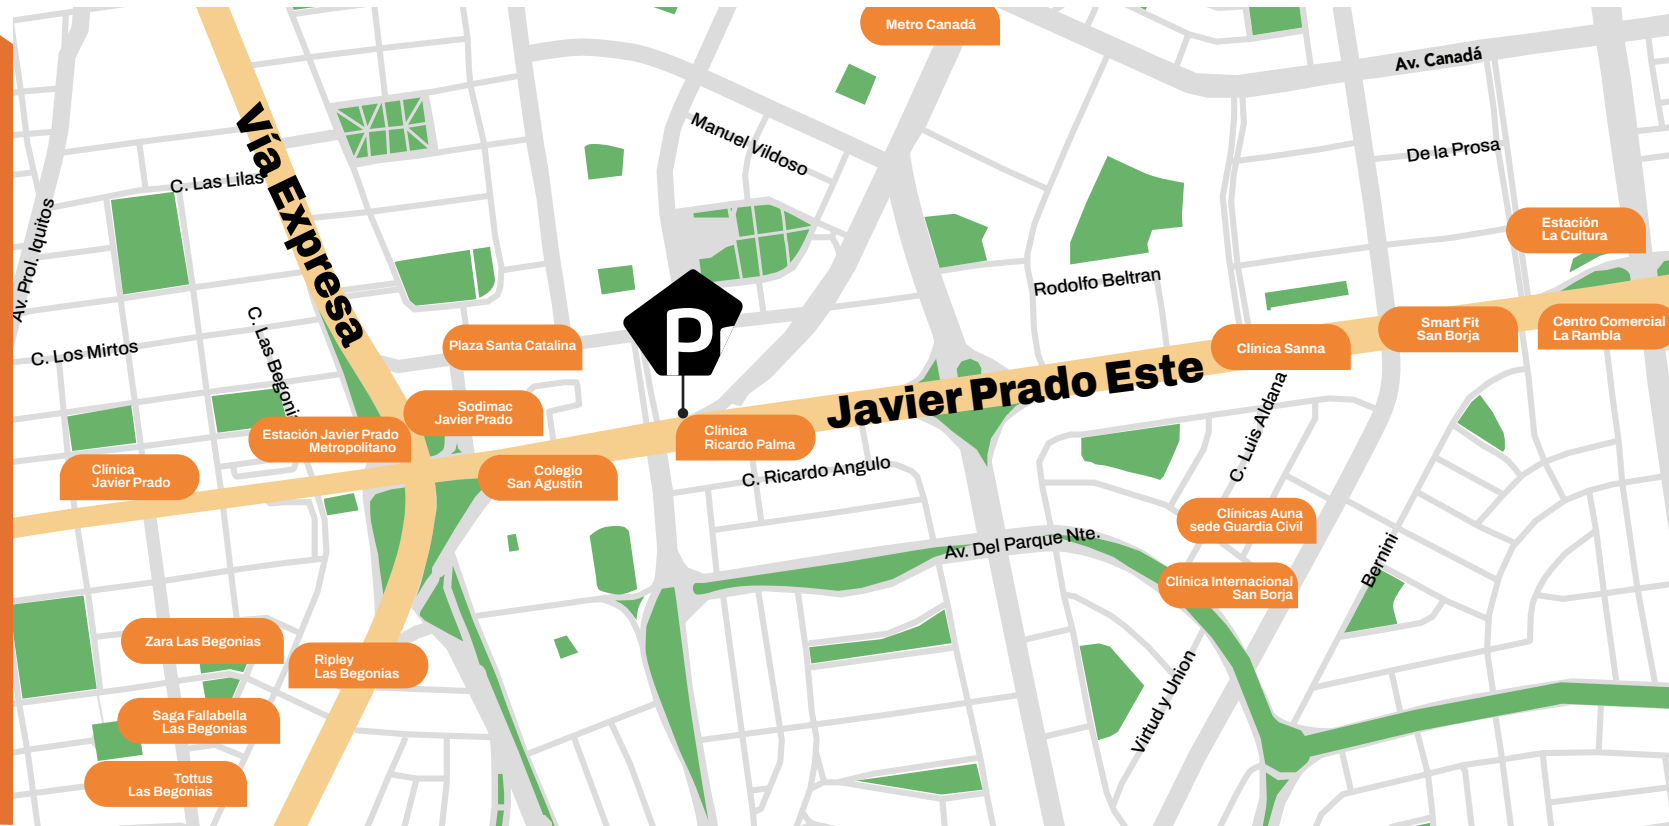 Metro Canadá
Av. Canadá
Vía Expresa
Manuel Vildoso
De la Prosa
C. Las Lilas
Av. Prol. Iquitos
Estación
La Cultura
Rodolfo Beltran
P
C. Los Mirtos
C. Las Begonia
Plaza Santa Catalina
Clínica Sanna
Smart Fit
San Borja
Centro Comercial
La Rambla
Javier Prado Este
Sodimac
Javier Prado
Estación Javier Prado
Metropolitano
Clínica
Ricardo Palma
C. Luis Aldana
Clínica
Javier Prado
Colegio
San Agustín
C. Ricardo Angulo
Clínicas Auna
sede Guardia Civil
Av. Del Parque Nte.
Bernini
Clínica Internacional
San Borja
Zara Las Begonias
Ripley
Las Begonias
Virtud y Union
Saga Fallabella
Las Begonias
Tottus
Las Begonias